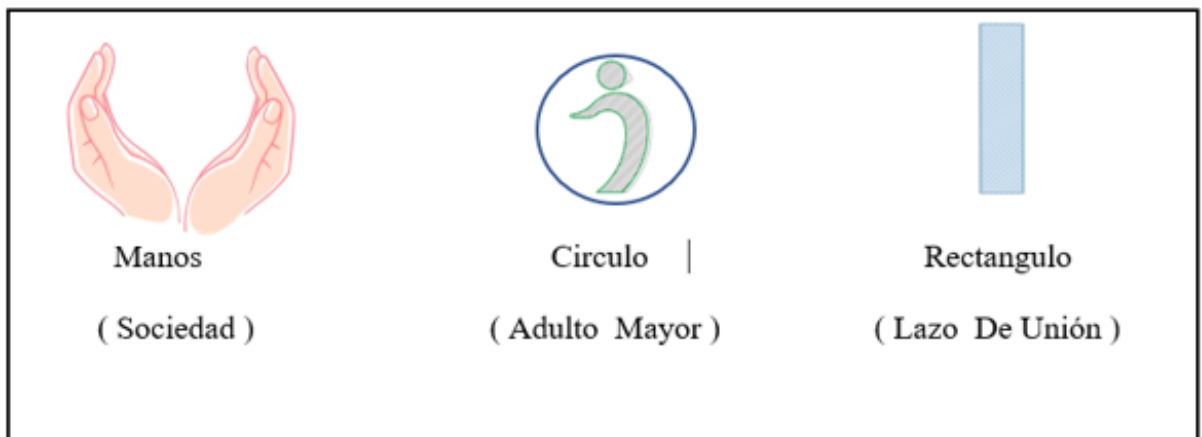 Manos Circulo Rectangulo
( Sociedad ) ( Adulto Mayor ) ( Lazo De Unión )